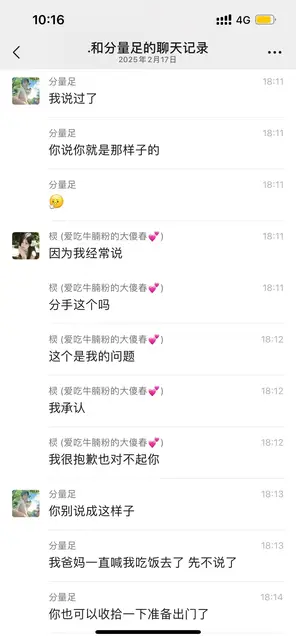 10:16
4G
.和分量足的聊天记录
2025年2月17日
分量足 18:11
我说过了
分量足 18:11
你说你就是那样子的
分量足 18:11
棂 (爱吃牛腩粉的大傻春💕) 18:11
因为我经常说
棂 (爱吃牛腩粉的大傻春💕) 18:11
分手这个吗
棂 (爱吃牛腩粉的大傻春💕) 18:12
这个是我的问题
棂 (爱吃牛腩粉的大傻春💕) 18:12
我承认
棂 (爱吃牛腩粉的大傻春💕) 18:12
我很抱歉也对不起你
分量足 18:13
你别说成这样子
分量足 18:13
我爸妈一直喊我吃饭去了 先不说了
分量足 18:14
你也可以收拾一下准备出门了